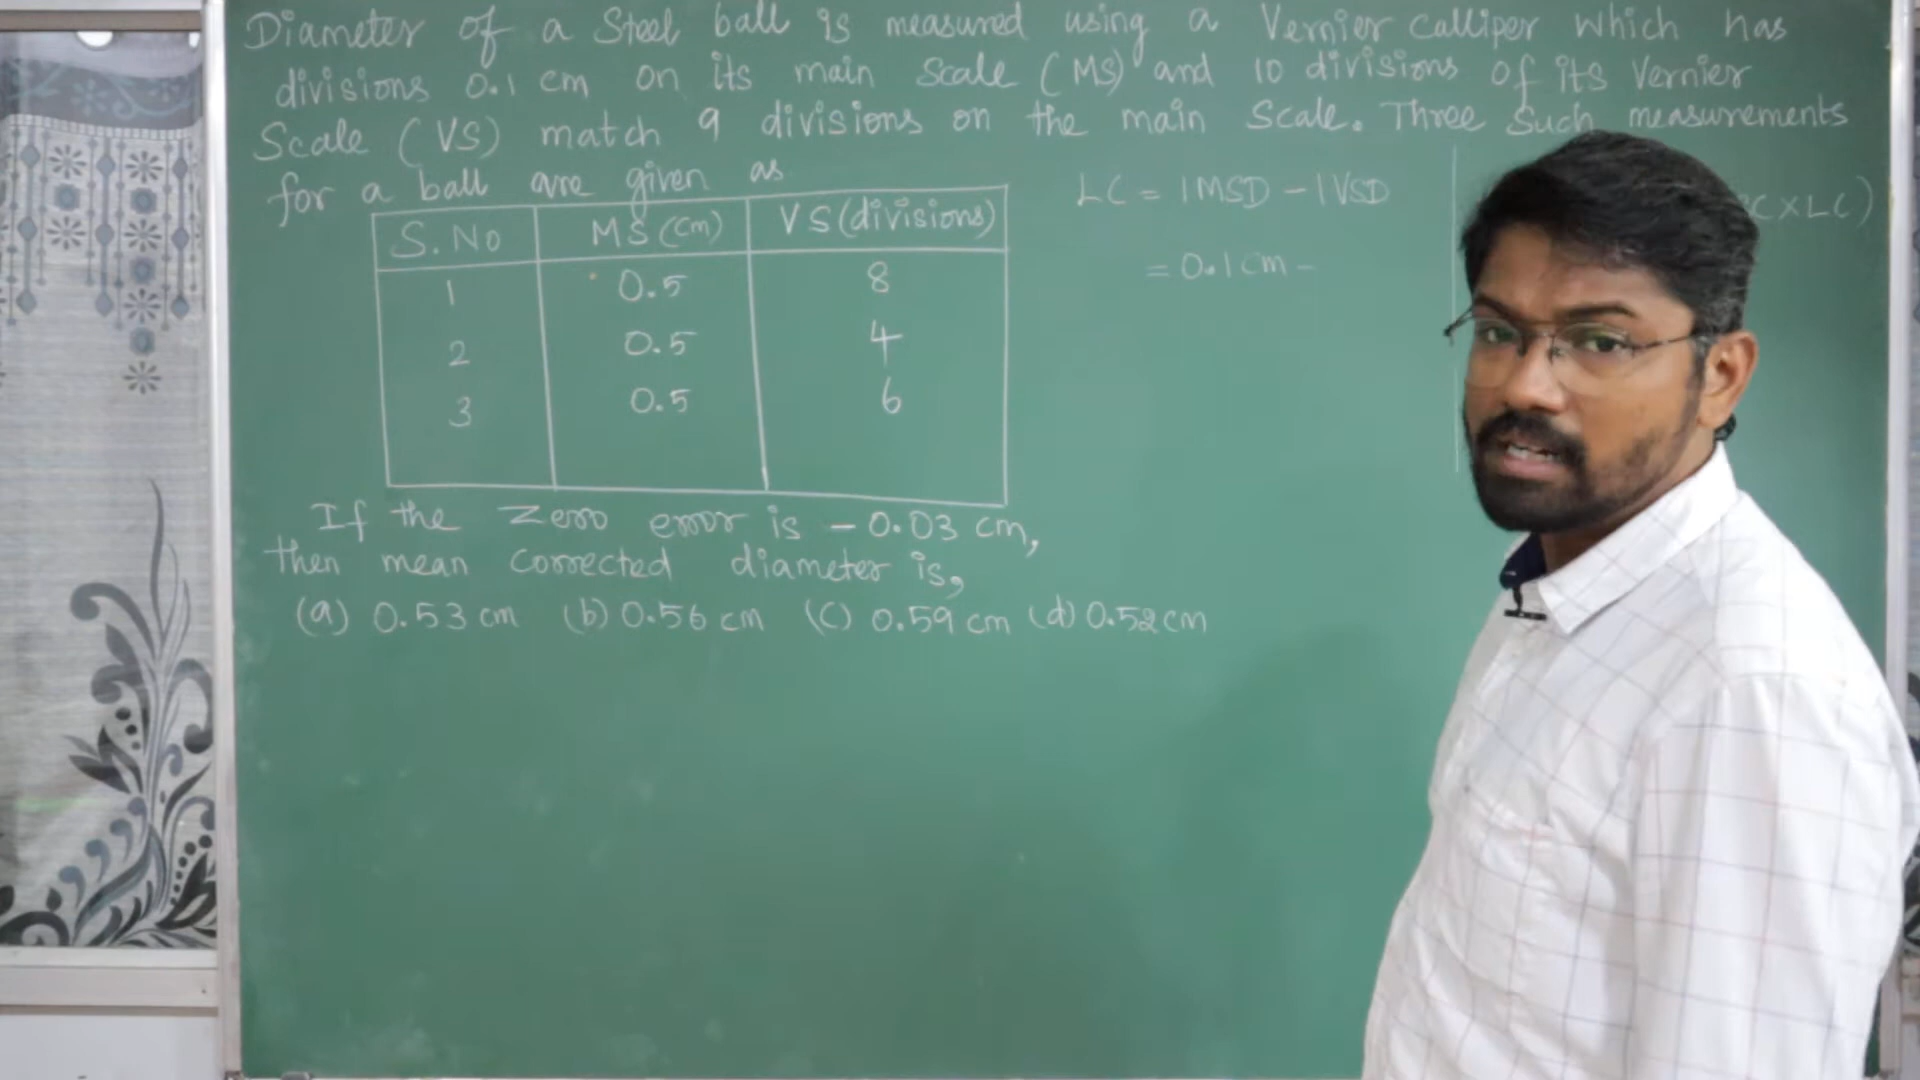 Diameter of a Steel ball is measured using a Vernier calliper which has
divisions 0.1 cm on its main Scale (MS) and 10 divisions of its Vernier
Scale (VS) match 9 divisions on the main Scale. Three Such measurements
for a ball are given as
S.No MS (cm) VS (divisions)
1 0.5 8
2 0.5 4
3 0.5 6
If the Zero error is - 0.03 cm,
then mean corrected diameter is,
(a) 0.53 cm (b) 0.56 cm (c) 0.59 cm (d) 0.52 cm
LC = 1MSD - 1VSD
= 0.1cm -
C×LC)